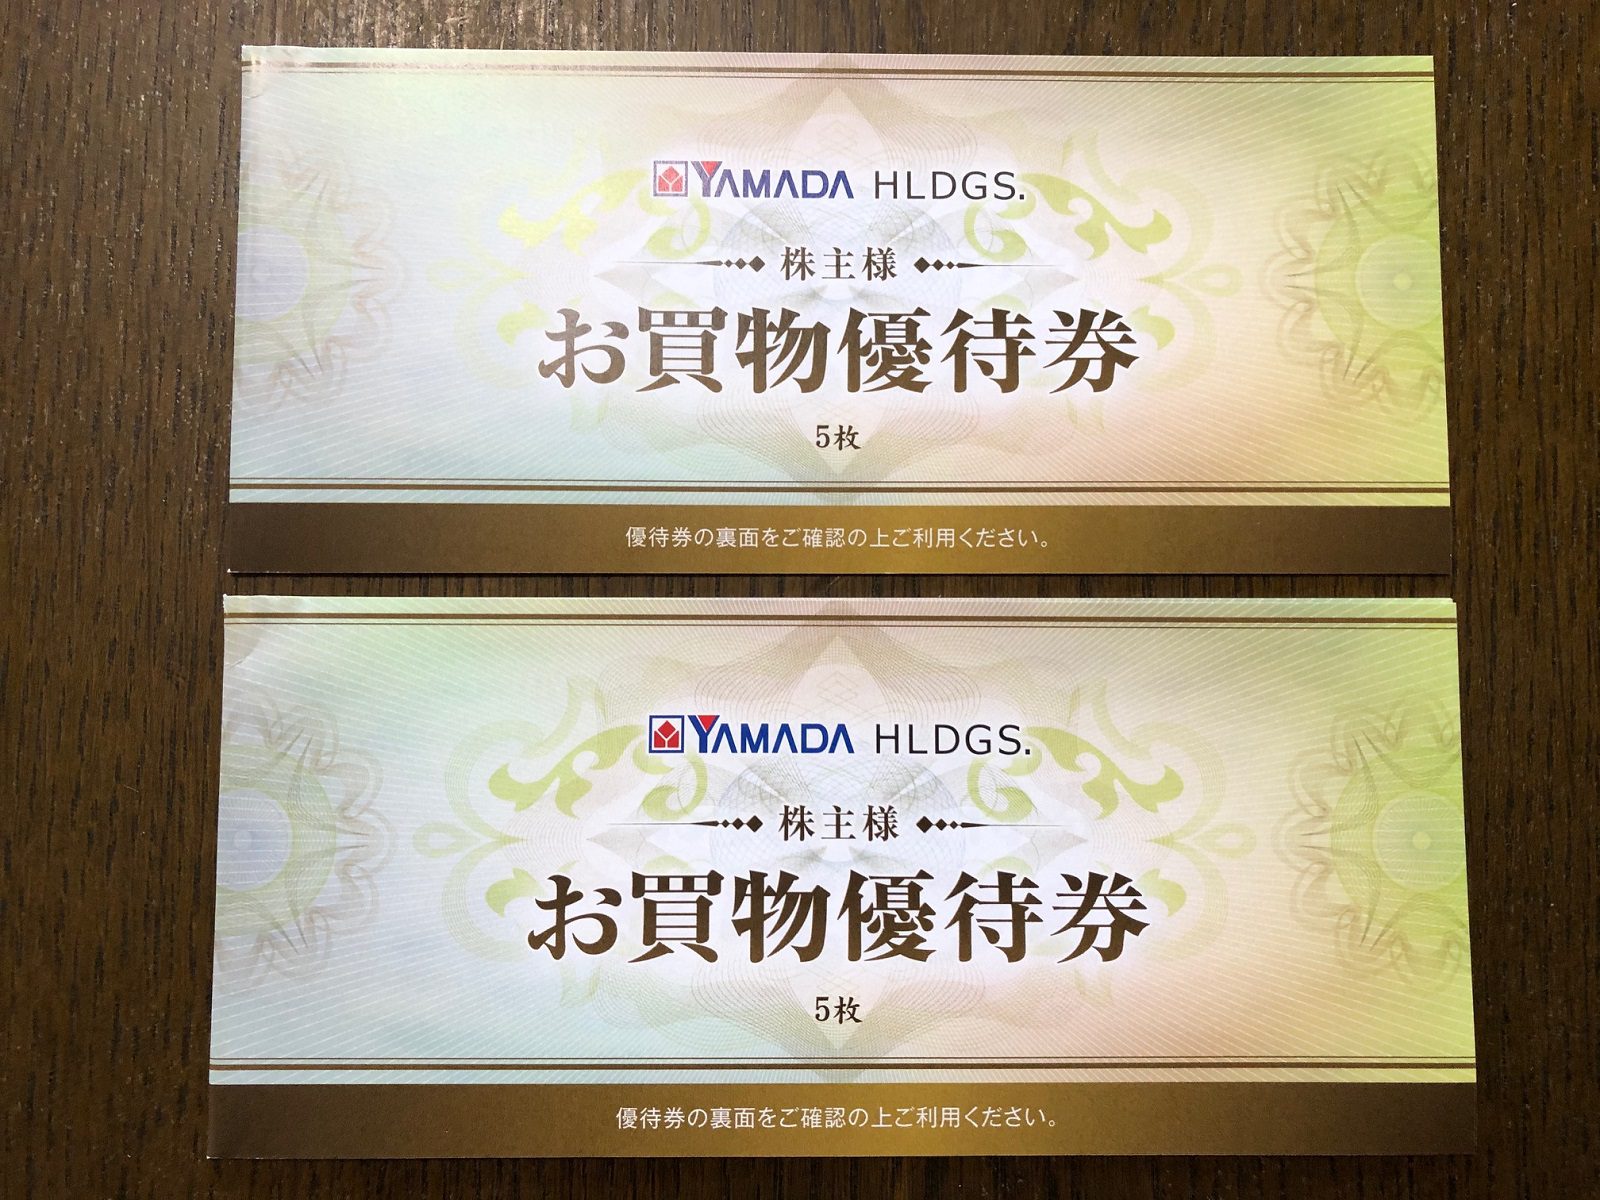 YAMADA HLDGS.
株主様
お買物優待券
5枚
優待券の裏面をご確認の上ご利用ください。
YAMADA HLDGS.
株主様
お買物優待券
5枚
優待券の裏面をご確認の上ご利用ください。